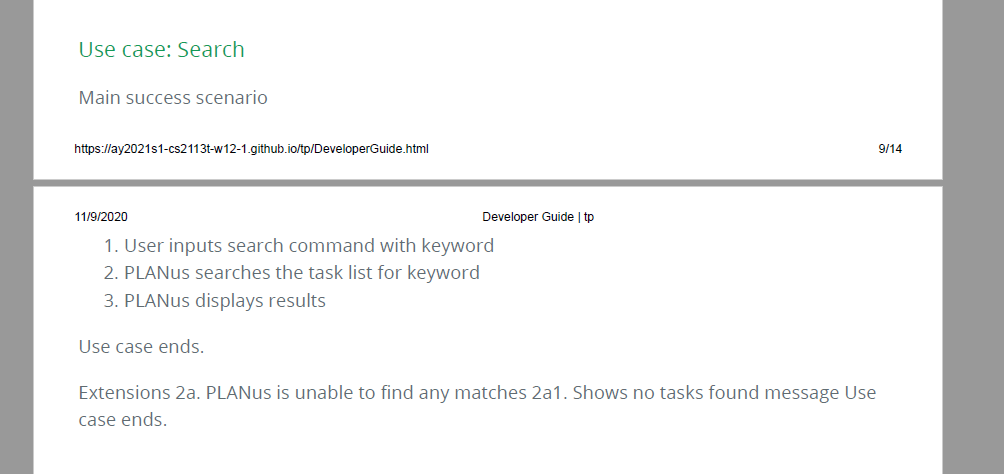 Use case: Search
Main success scenario
https://ay2021s1-cs2113t-w12-1.github.io/tp/DeveloperGuide.html 9/14
11/9/2020 Developer Guide | tp
1. User inputs search command with keyword
2. PLANus searches the task list for keyword
3. PLANus displays results
Use case ends.
Extensions 2a. PLANus is unable to find any matches 2a1. Shows no tasks found message Use
case ends.